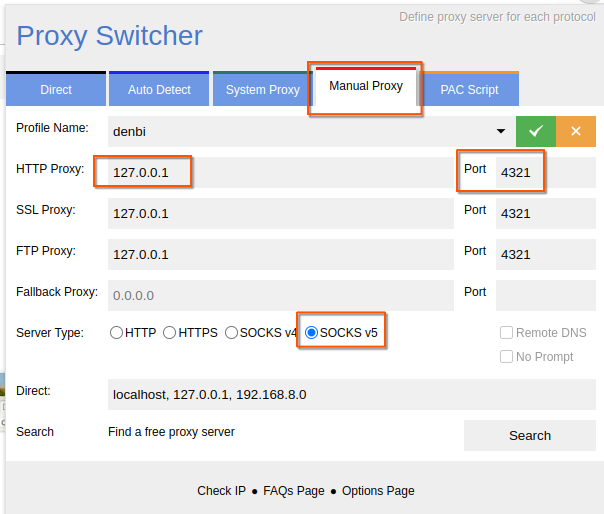 Define proxy server for each protocol
Proxy Switcher
Direct Auto Detect System Proxy Manual Proxy PAC Script
Profile Name: denbi
HTTP Proxy: 127.0.0.1 Port 4321
SSL Proxy: 127.0.0.1 Port 4321
FTP Proxy: 127.0.0.1 Port 4321
Fallback Proxy: 0.0.0.0 Port
Server Type: HTTP HTTPS SOCKS v4 SOCKS v5 Remote DNS
No Prompt
Direct: localhost, 127.0.0.1, 192.168.8.0
Search Find a free proxy server Search
Check IP ● FAQs Page ● Options Page